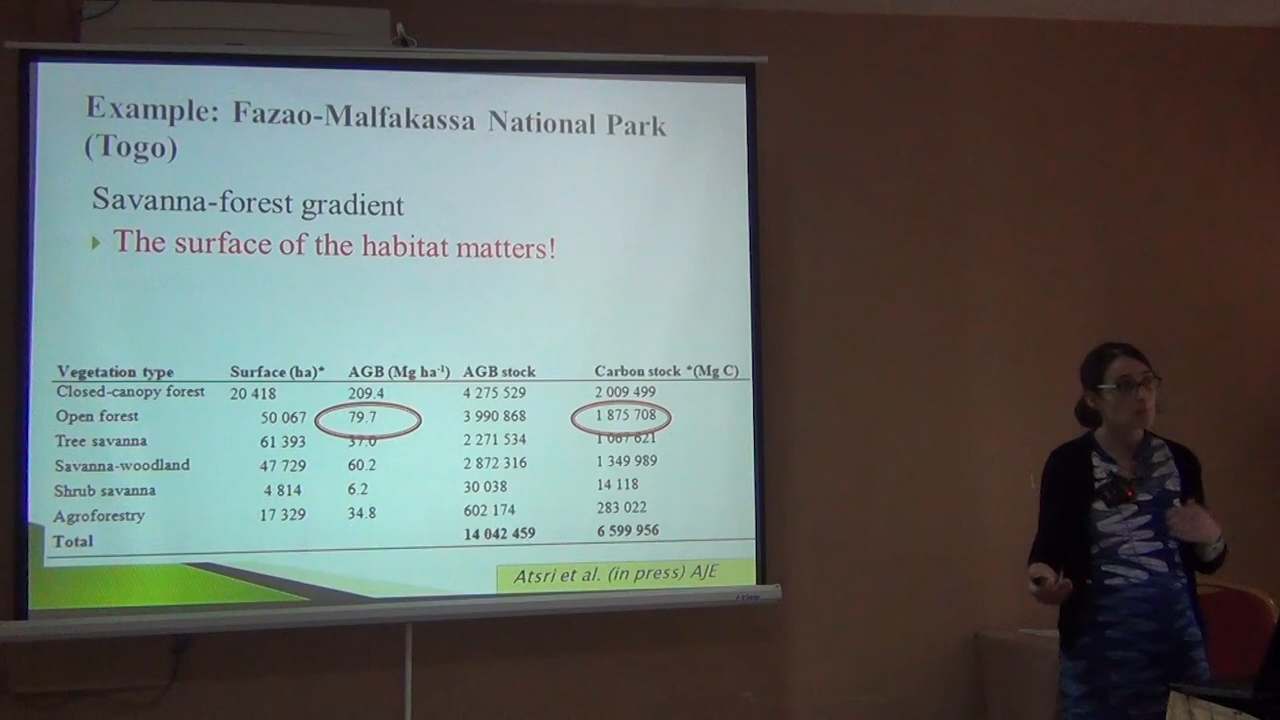 Example: Fazao-Malfakassa National Park
(Togo)
Savanna-forest gradient
The surface of the habitat matters!
Vegetation type Surface (ha)* AGB (Mg ha⁻¹) AGB stock Carbon stock *(Mg C)
Closed-canopy forest 20 418 209.4 4 275 529 2 009 499
Open forest 50 067 79.7 3 990 868 1 875 708
Tree savanna 61 393 37.0 2 271 534 1 067 621
Savanna-woodland 47 729 60.2 2 872 316 1 349 989
Shrub savanna 4 814 6.2 30 038 14 118
Agroforestry 17 329 34.8 602 174 283 022
Total 14 042 459 6 599 956
Atsri et al. (in press) AJE